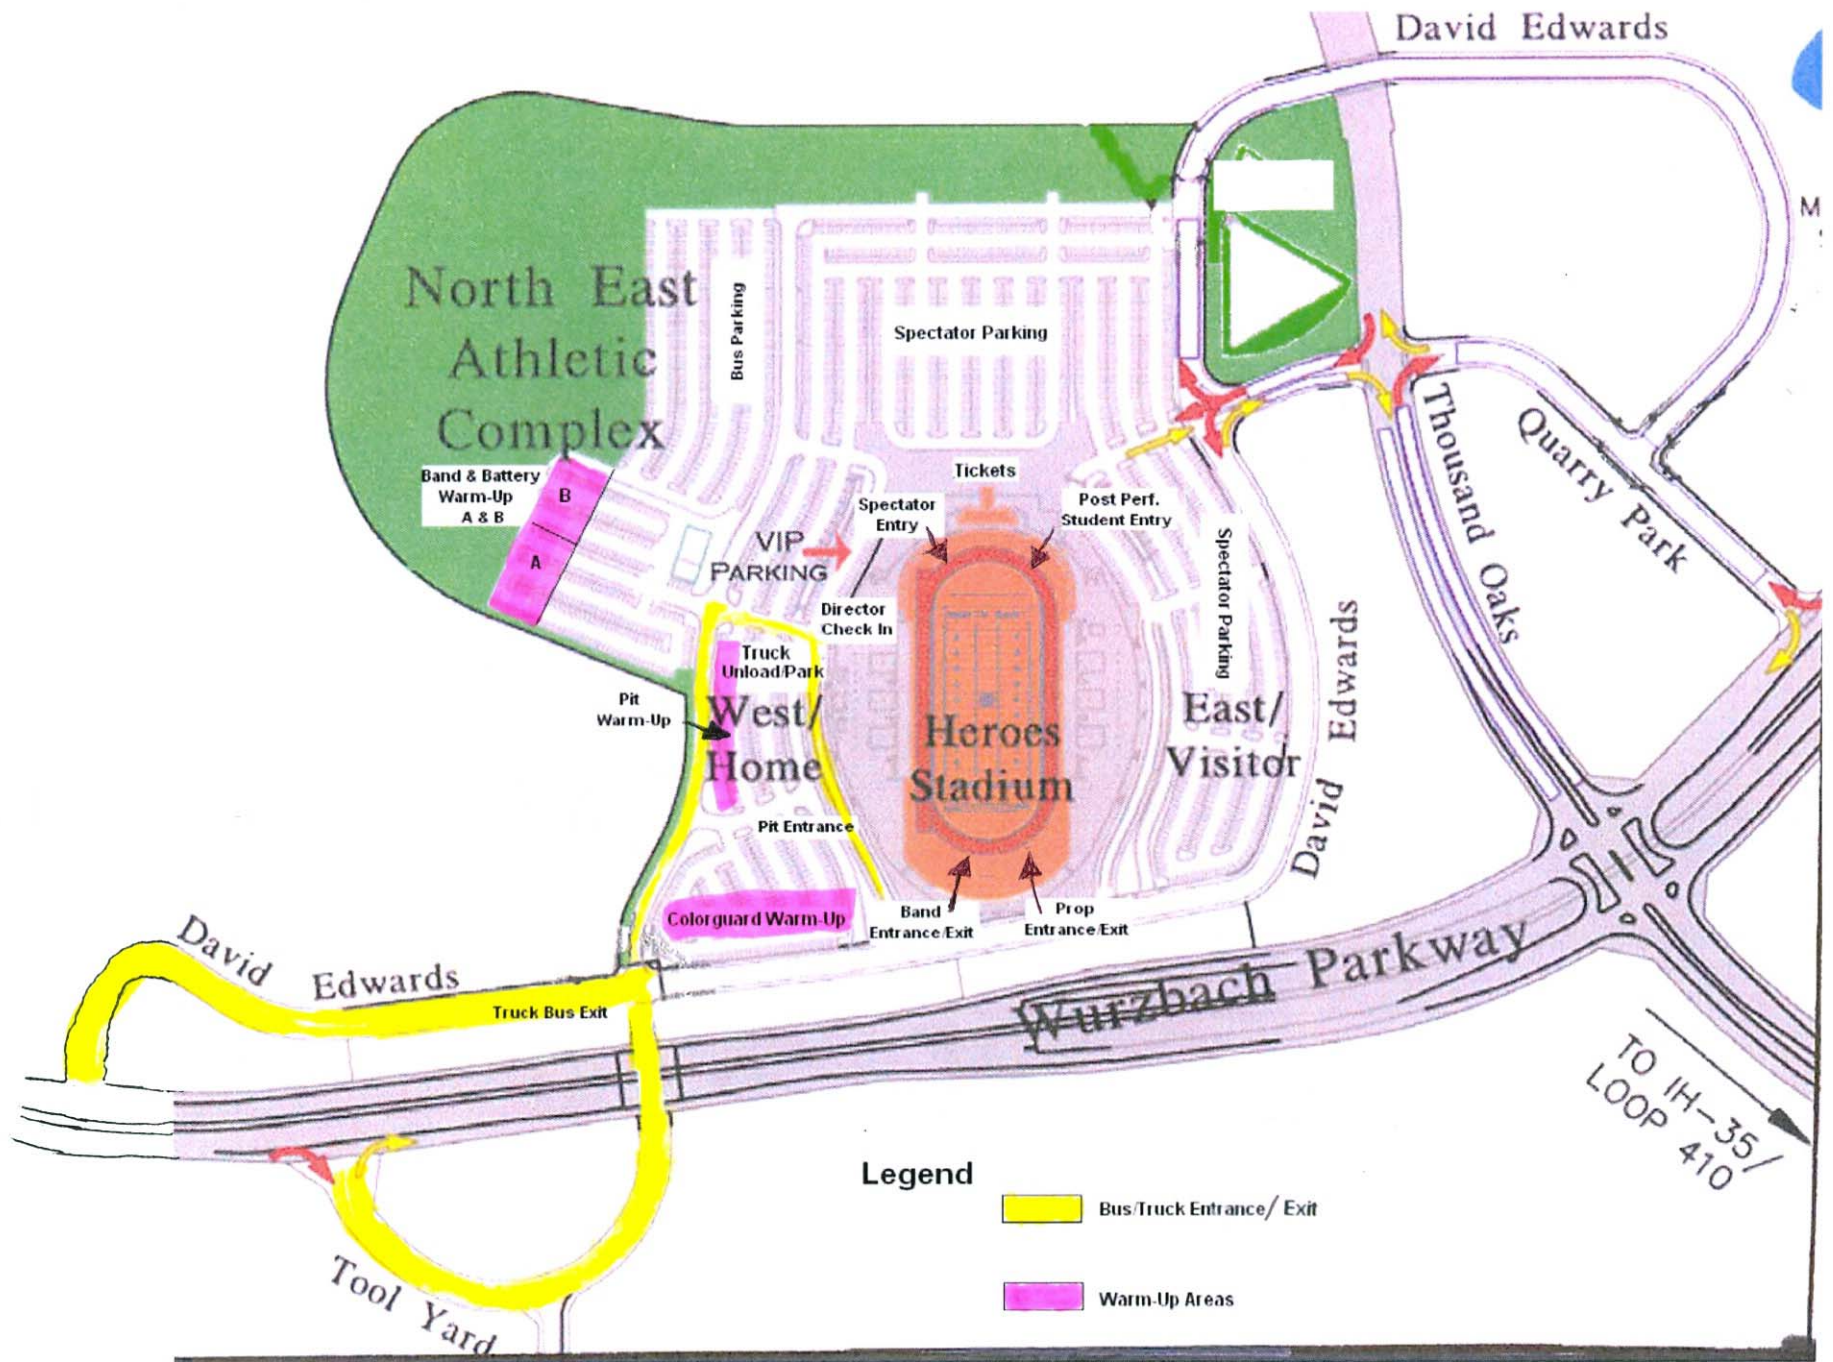 David Edwards
M
North East
Athletic
Complex
Bus Parking
Spectator Parking
Band & Battery
Warm-Up
A & B
B
A
Tickets
Spectator
Entry
Post Perf.
Student Entry
VIP
PARKING
Director
Check In
Truck
Unload/Park
Pit
Warm-Up
West/
Home
Pit Entrance
Heroes
Stadium
Spectator Parking
East/
Visitor
David Edwards
Thousand Oaks
Quarry Park
Colorguard Warm-Up
Band
Entrance/Exit
Prop
Entrance/Exit
David Edwards
Truck Bus Exit
Wurzbach Parkway
TO IH-35/
LOOP 410
Tool Yard
Legend
Bus/Truck Entrance/ Exit
Warm-Up Areas